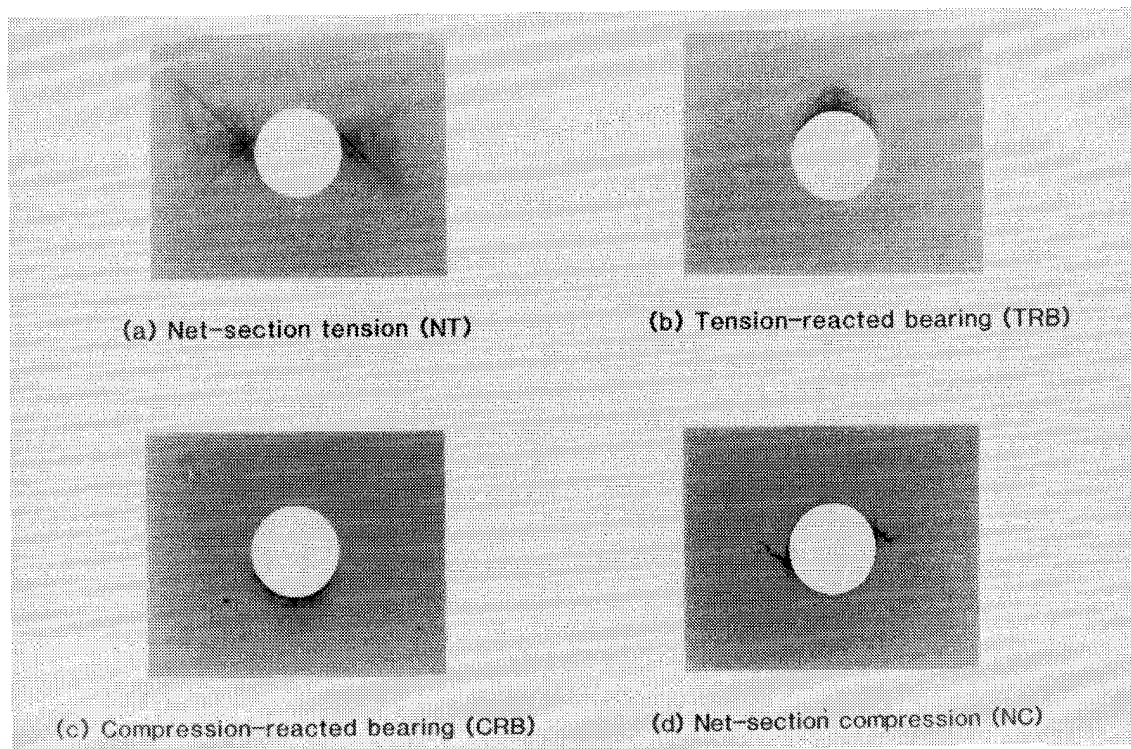 (a) Net-section tension (NT)
(b) Tension-reacted bearing (TRB)
(c) Compression-reacted bearing (CRB)
(d) Net-section compression (NC)